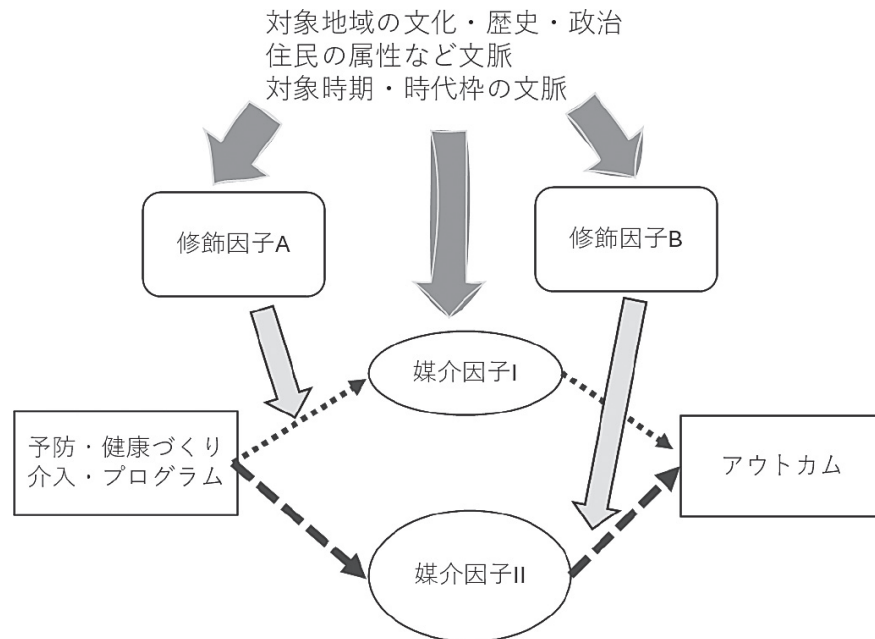 対象地域の文化・歴史・政治
住民の属性など文脈
対象時期・時代枠の文脈
修飾因子A
修飾因子B
媒介因子I
予防・健康づくり
介入・プログラム
アウトカム
媒介因子II